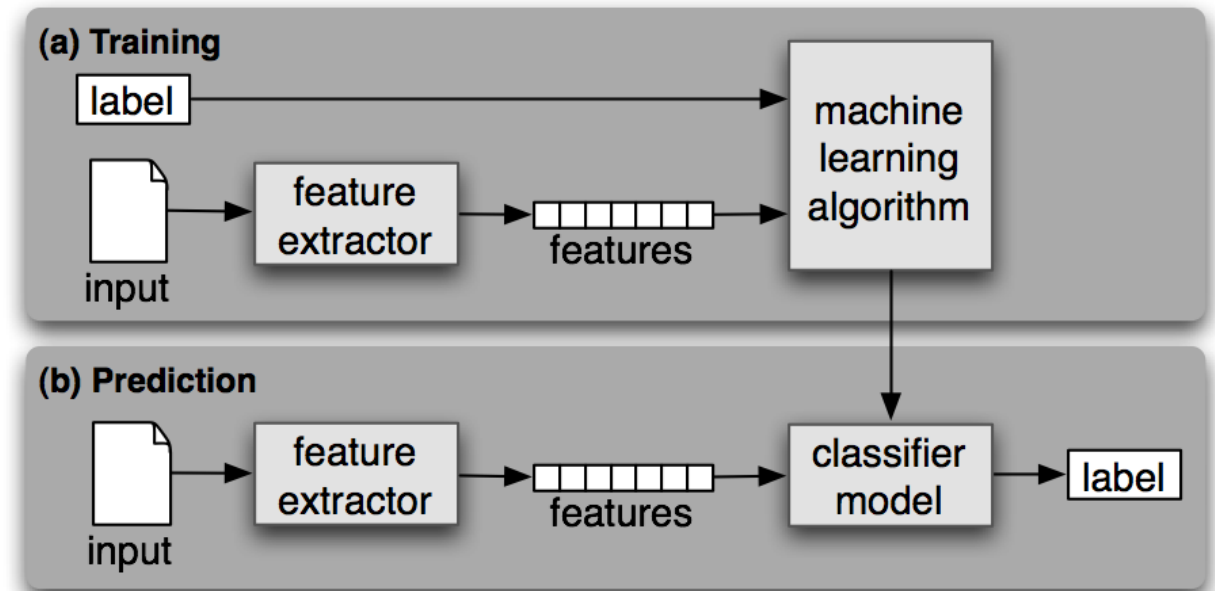 (a) Training
label
machine
learning
algorithm
feature
extractor
features
input
(b) Prediction
feature
extractor
features
classifier
model
label
input